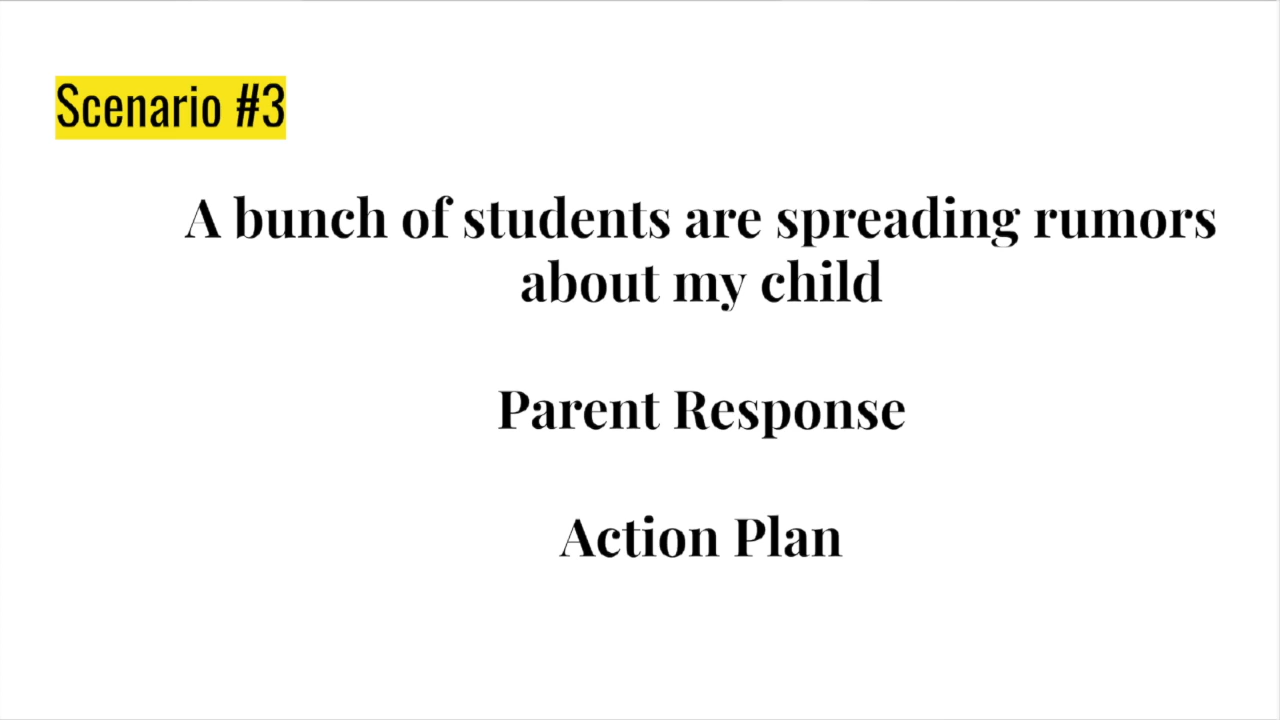 Scenario #3
A bunch of students are spreading rumors
about my child
Parent Response
Action Plan